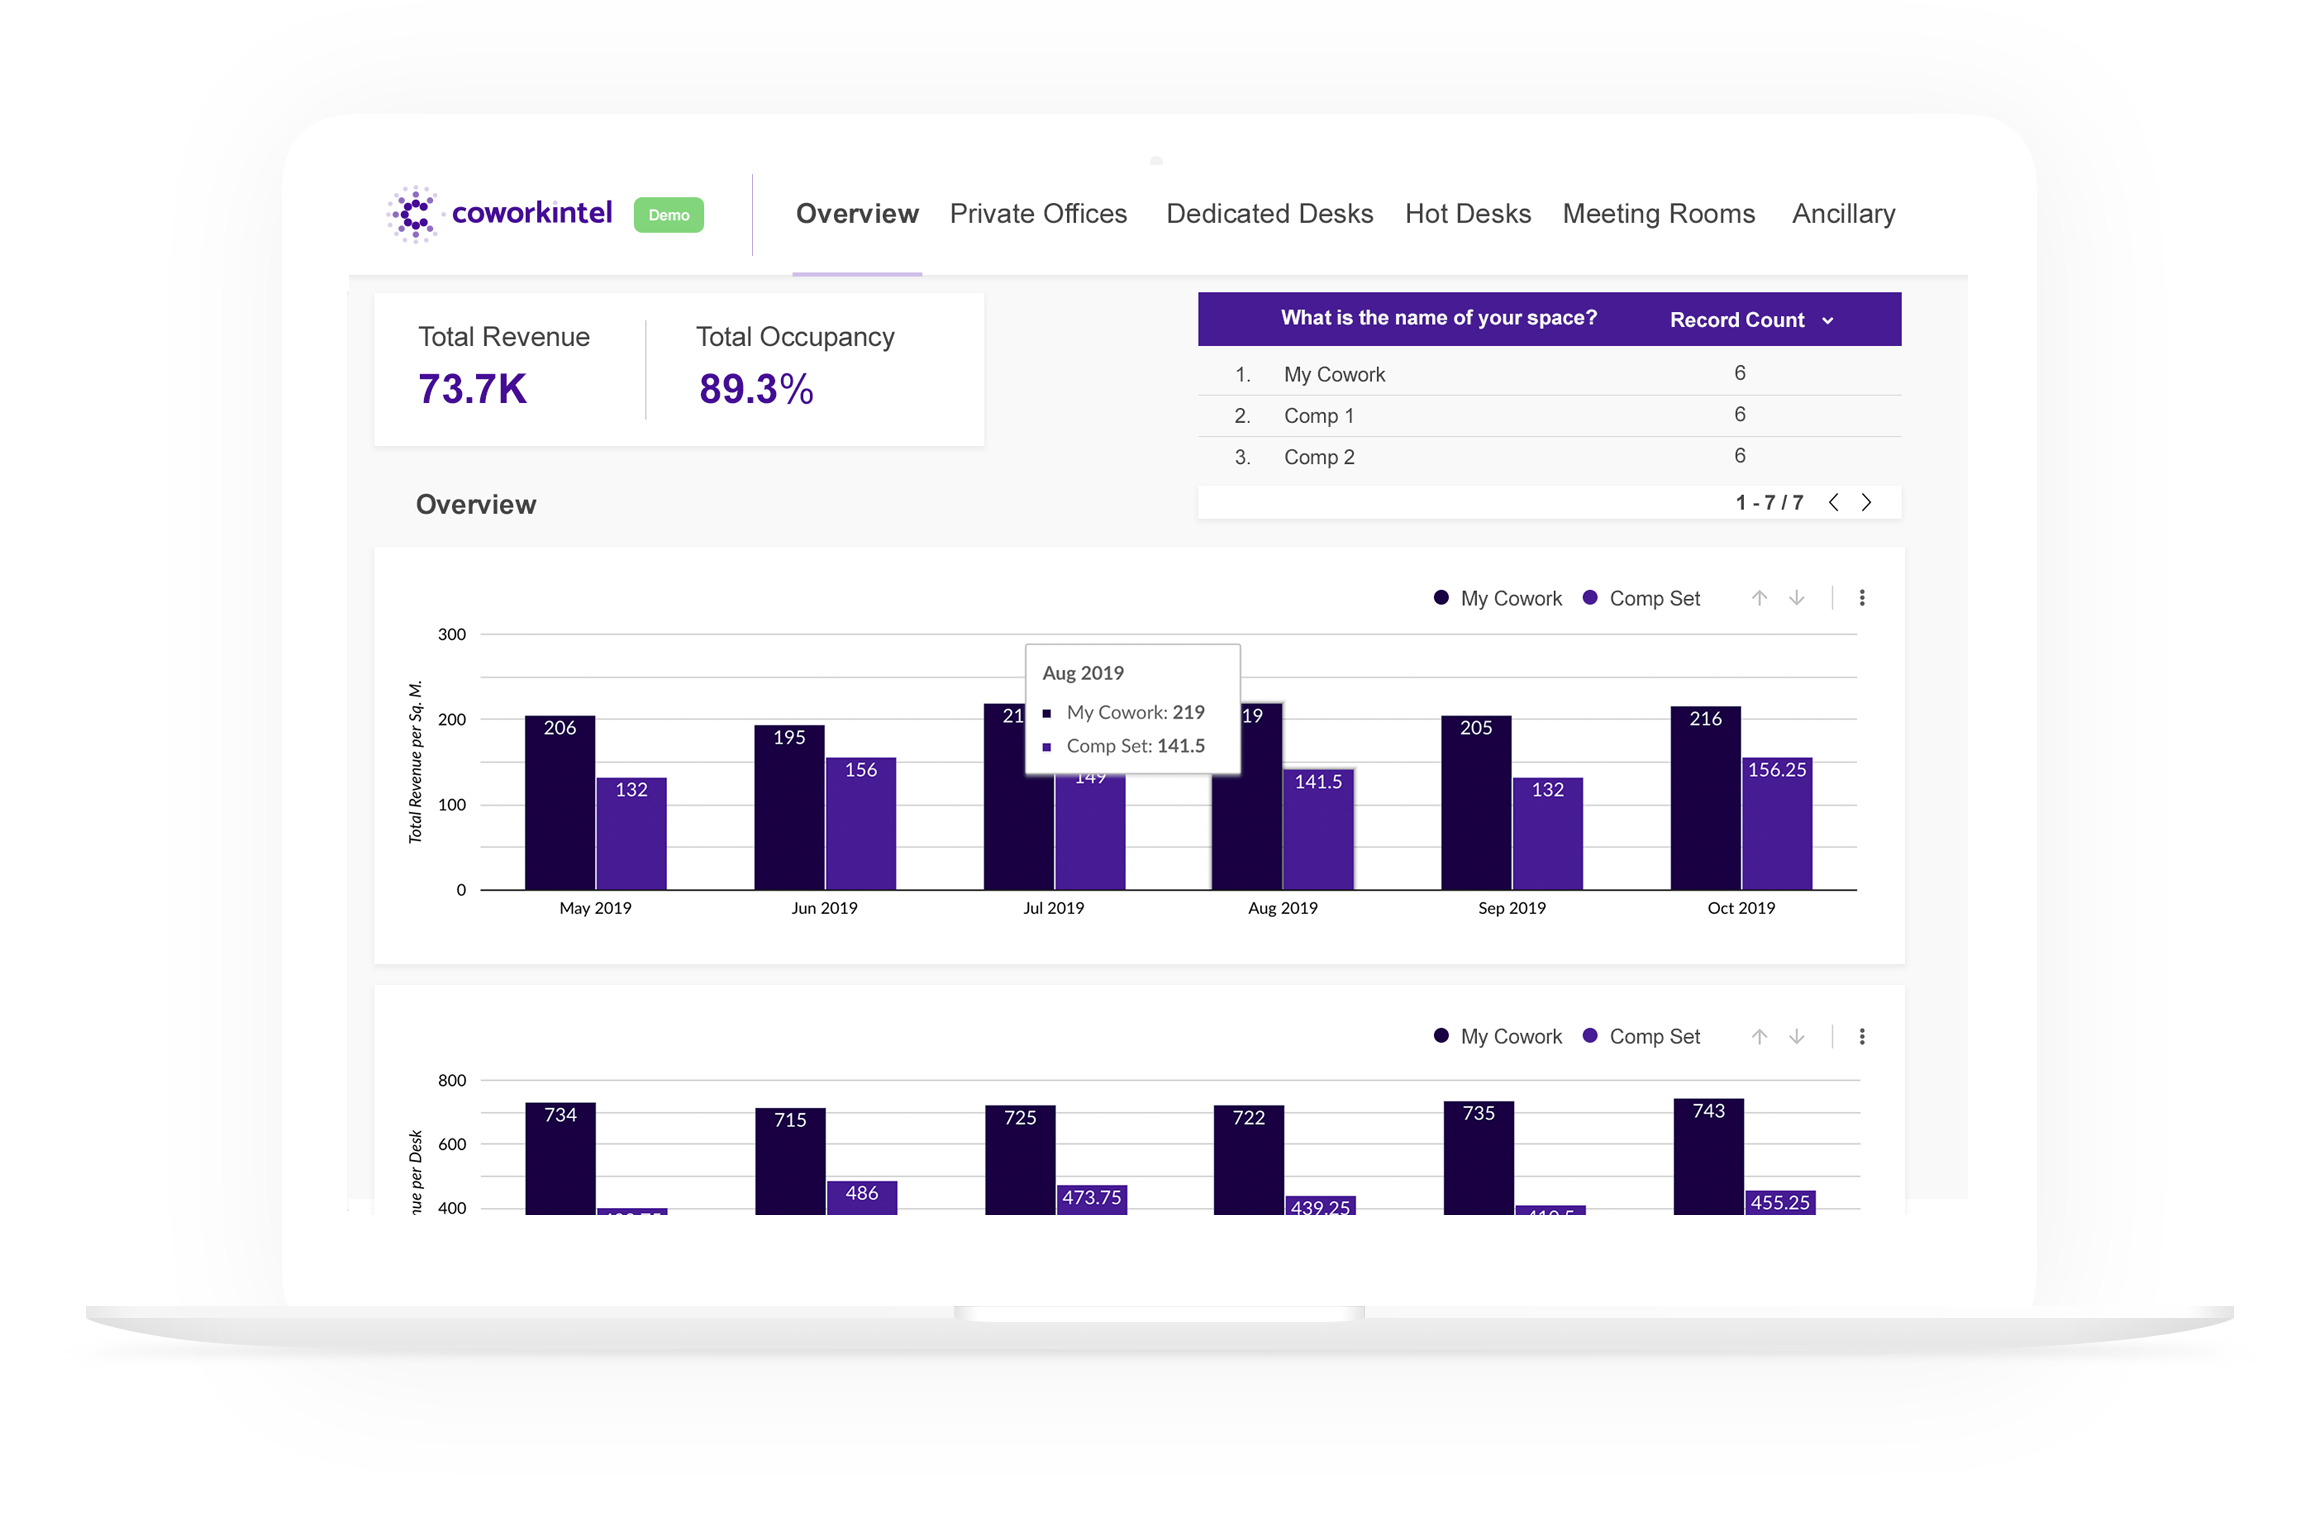 coworkintel
Demo
Overview
Private Offices
Dedicated Desks
Hot Desks
Meeting Rooms
Ancillary
Total Revenue
73.7K
Total Occupancy
89.3%
What is the name of your space?
Record Count
1. My Cowork 6
2. Comp 1 6
3. Comp 2 6
1 - 7 / 7
Overview
My Cowork
Comp Set
Total Revenue per Sq. M.
300
200
100
0
Aug 2019
My Cowork: 219
Comp Set: 141.5
206
132
195
156
149
141.5
205
132
216
156.25
May 2019
Jun 2019
Jul 2019
Aug 2019
Sep 2019
Oct 2019
My Cowork
Comp Set
per Desk
800
600
400
734
715
486
725
473.75
722
439.25
735
743
455.25